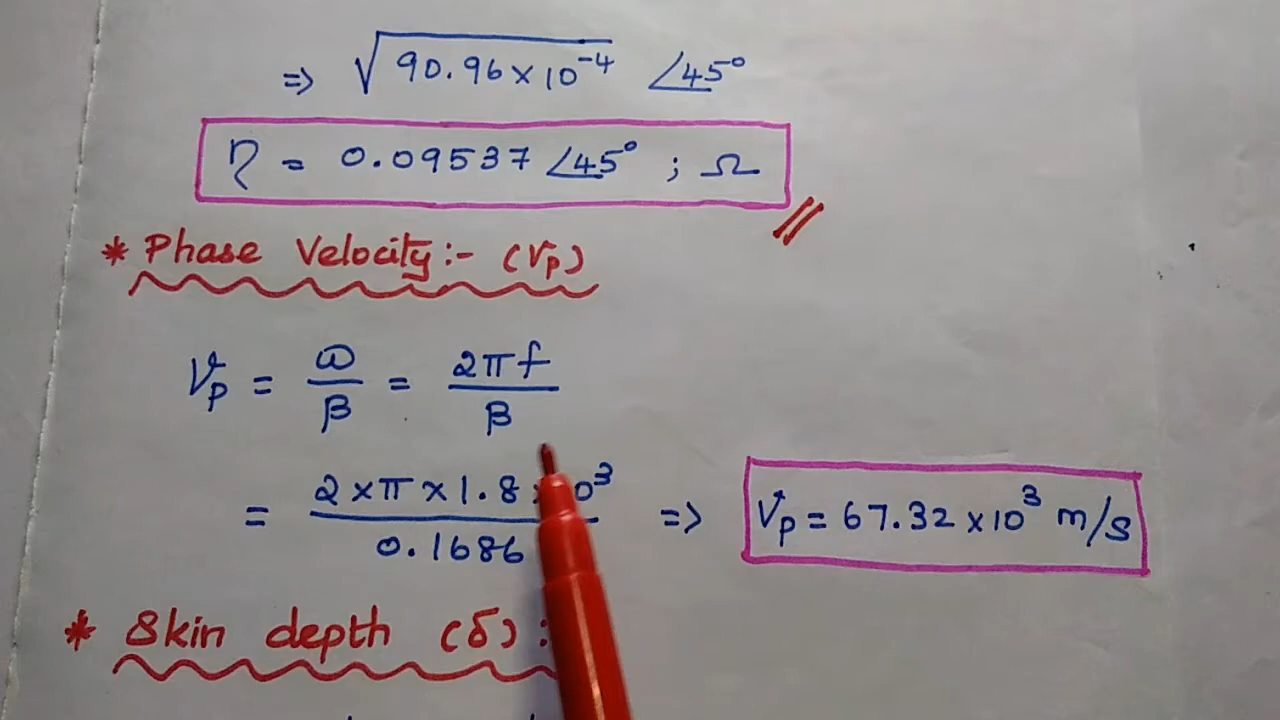 => √90.96×10⁻⁴ ∠45°
η = 0.09537 ∠45° ; Ω
* Phase Velocity:- (Vp)
Vp = ω/β = 2πf/β
= 2×π×1.8×10³/0.1686 => Vp = 67.32×10³ m/s
* Skin depth (δ):